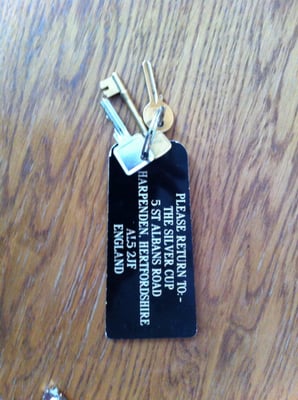 PLEASE RETURN TO:-
THE SILVER CUP
5 ST ALBANS ROAD
HARPENDEN, HERTFORDSHIRE
AL5 2JF
ENGLAND